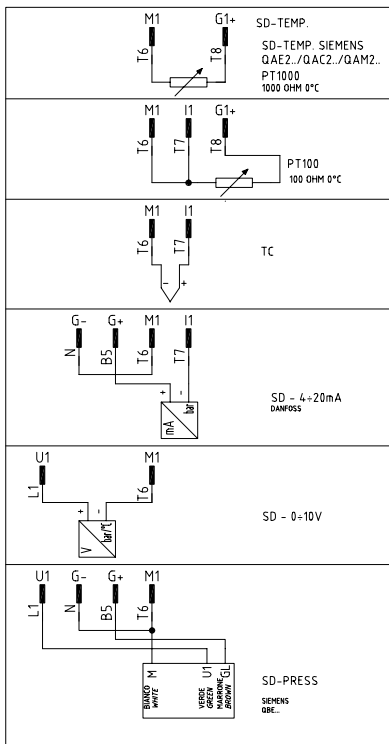 M1 G1+
T6 T8
SD-TEMP.
SD-TEMP. SIEMENS
QAE2../QAC2../QAM2..
PT1000
1000 OHM 0°C
M1 I1 G1+
T6 T7 T8
PT100
100 OHM 0°C
M1 I1
T6 T7
- +
TC
G- G+ M1 I1
N B5 T6 T7
+ -
mA bar
SD - 4÷20mA
DANFOSS
U1 M1
L1 T6
+ -
V bar/°C
SD - 0÷10V
U1 G- G+ M1
L1 N B5 T6
M U1 GL
BIANCO VERDE MARRONE
WHITE GREEN BROWN
SD-PRESS
SIEMENS
QBE...